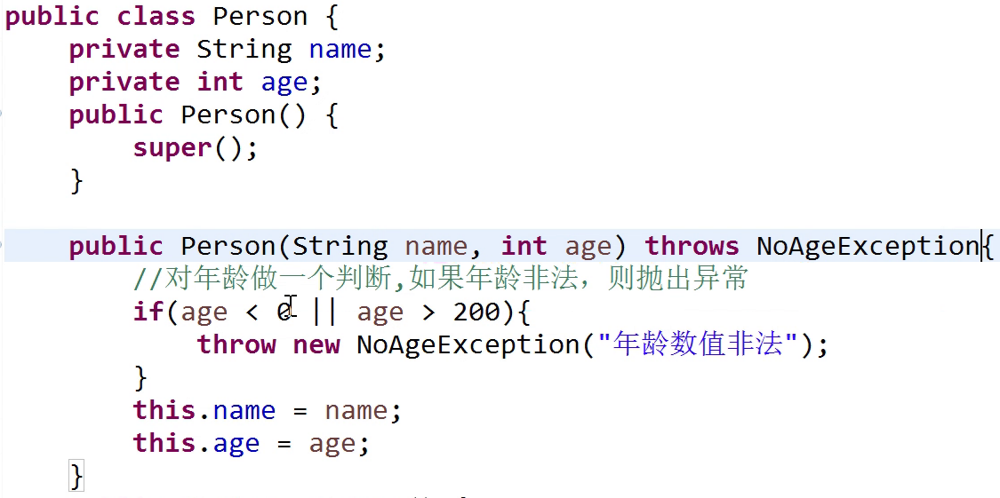 public class Person {
private String name;
private int age;
public Person() {
super();
}
public Person(String name, int age) throws NoAgeException{
//对年龄做一个判断,如果年龄非法，则抛出异常
if(age < 0 || age > 200){
throw new NoAgeException("年龄数值非法");
}
this.name = name;
this.age = age;
}